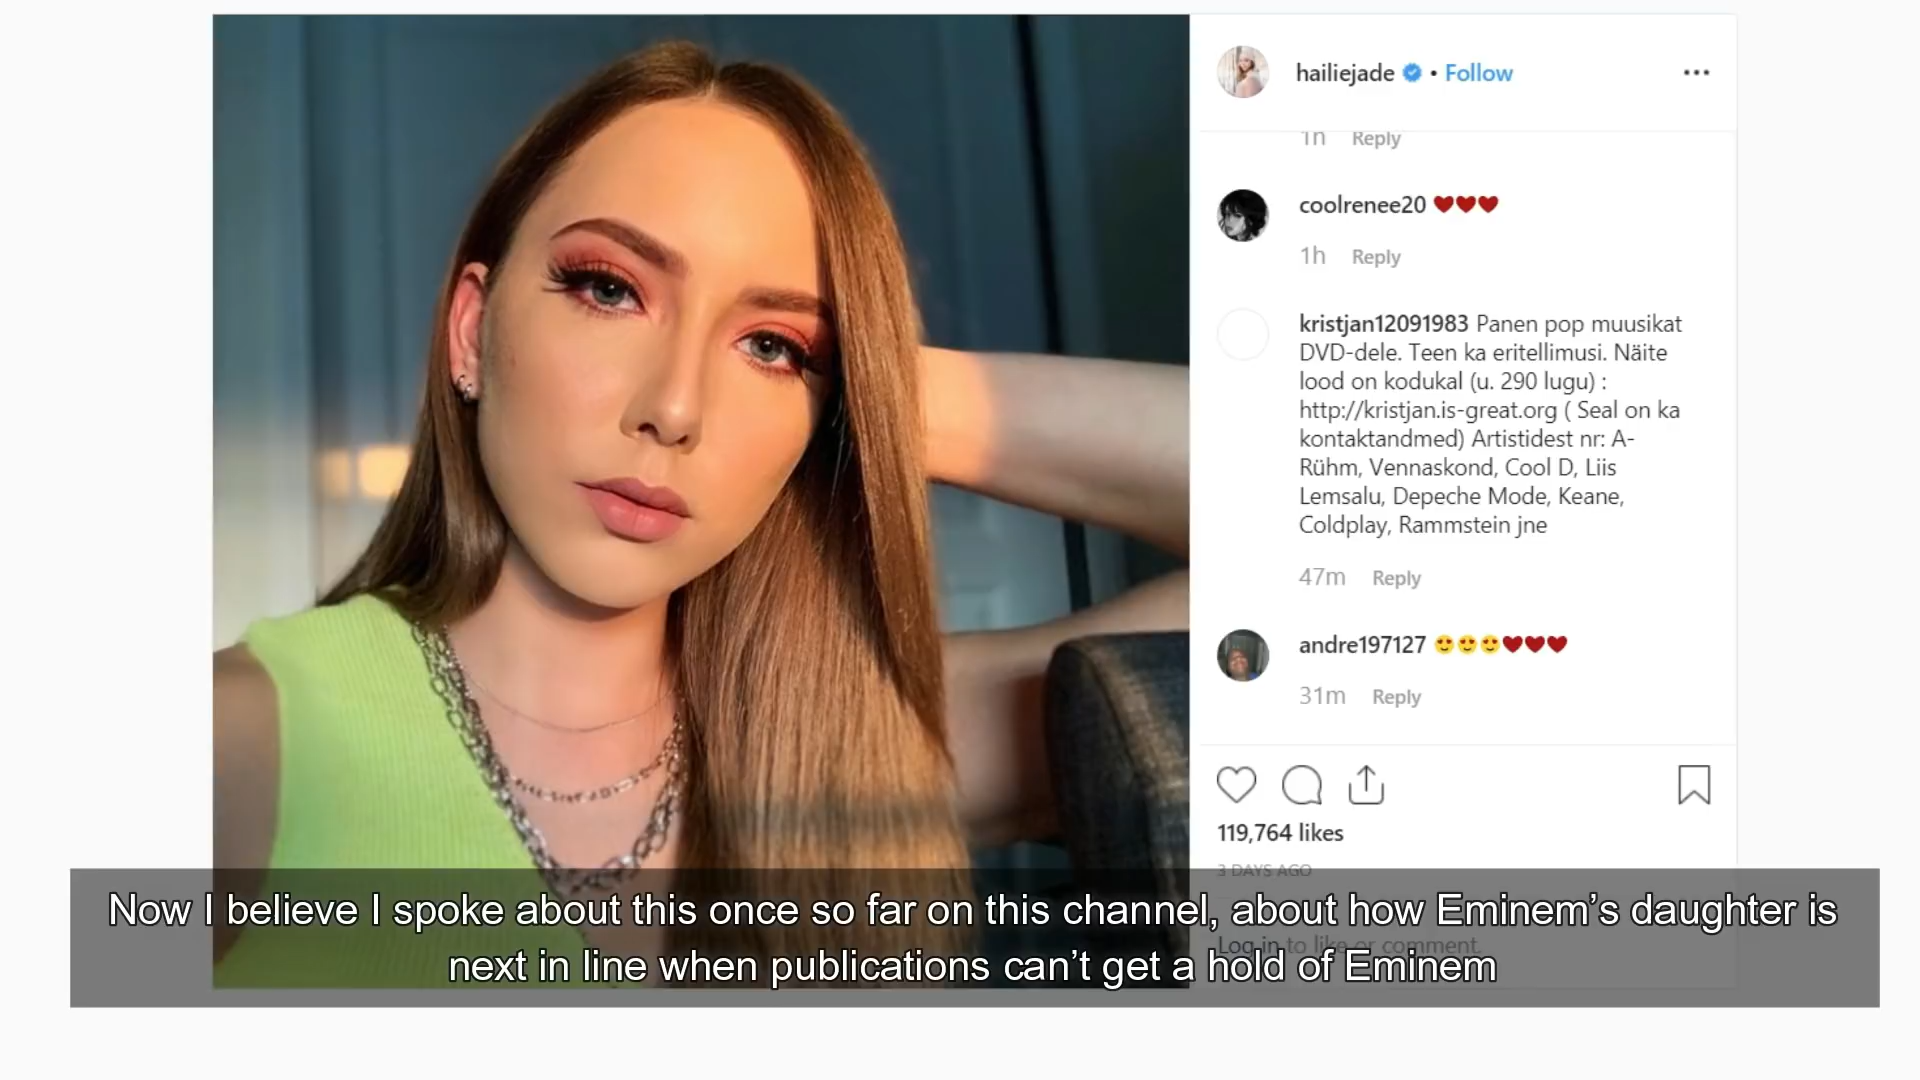 hailiejade • Follow
1h Reply
coolrenee20 ❤❤❤
1h Reply
kristjan12091983 Panen pop muusikat
DVD-dele. Teen ka eritellimusi. Näite
lood on kodukal (u. 290 lugu) :
http://kristjan.is-great.org ( Seal on ka
kontaktandmed) Artistidest nr: A-
Rühm, Vennaskond, Cool D, Liis
Lemsalu, Depeche Mode, Keane,
Coldplay, Rammstein jne
47m Reply
andre197127 😍😍😍❤❤❤
31m Reply
119,764 likes
3 DAYS AGO
Log in to like or comment.
Now I believe I spoke about this once so far on this channel, about how Eminem’s daughter is
next in line when publications can’t get a hold of Eminem